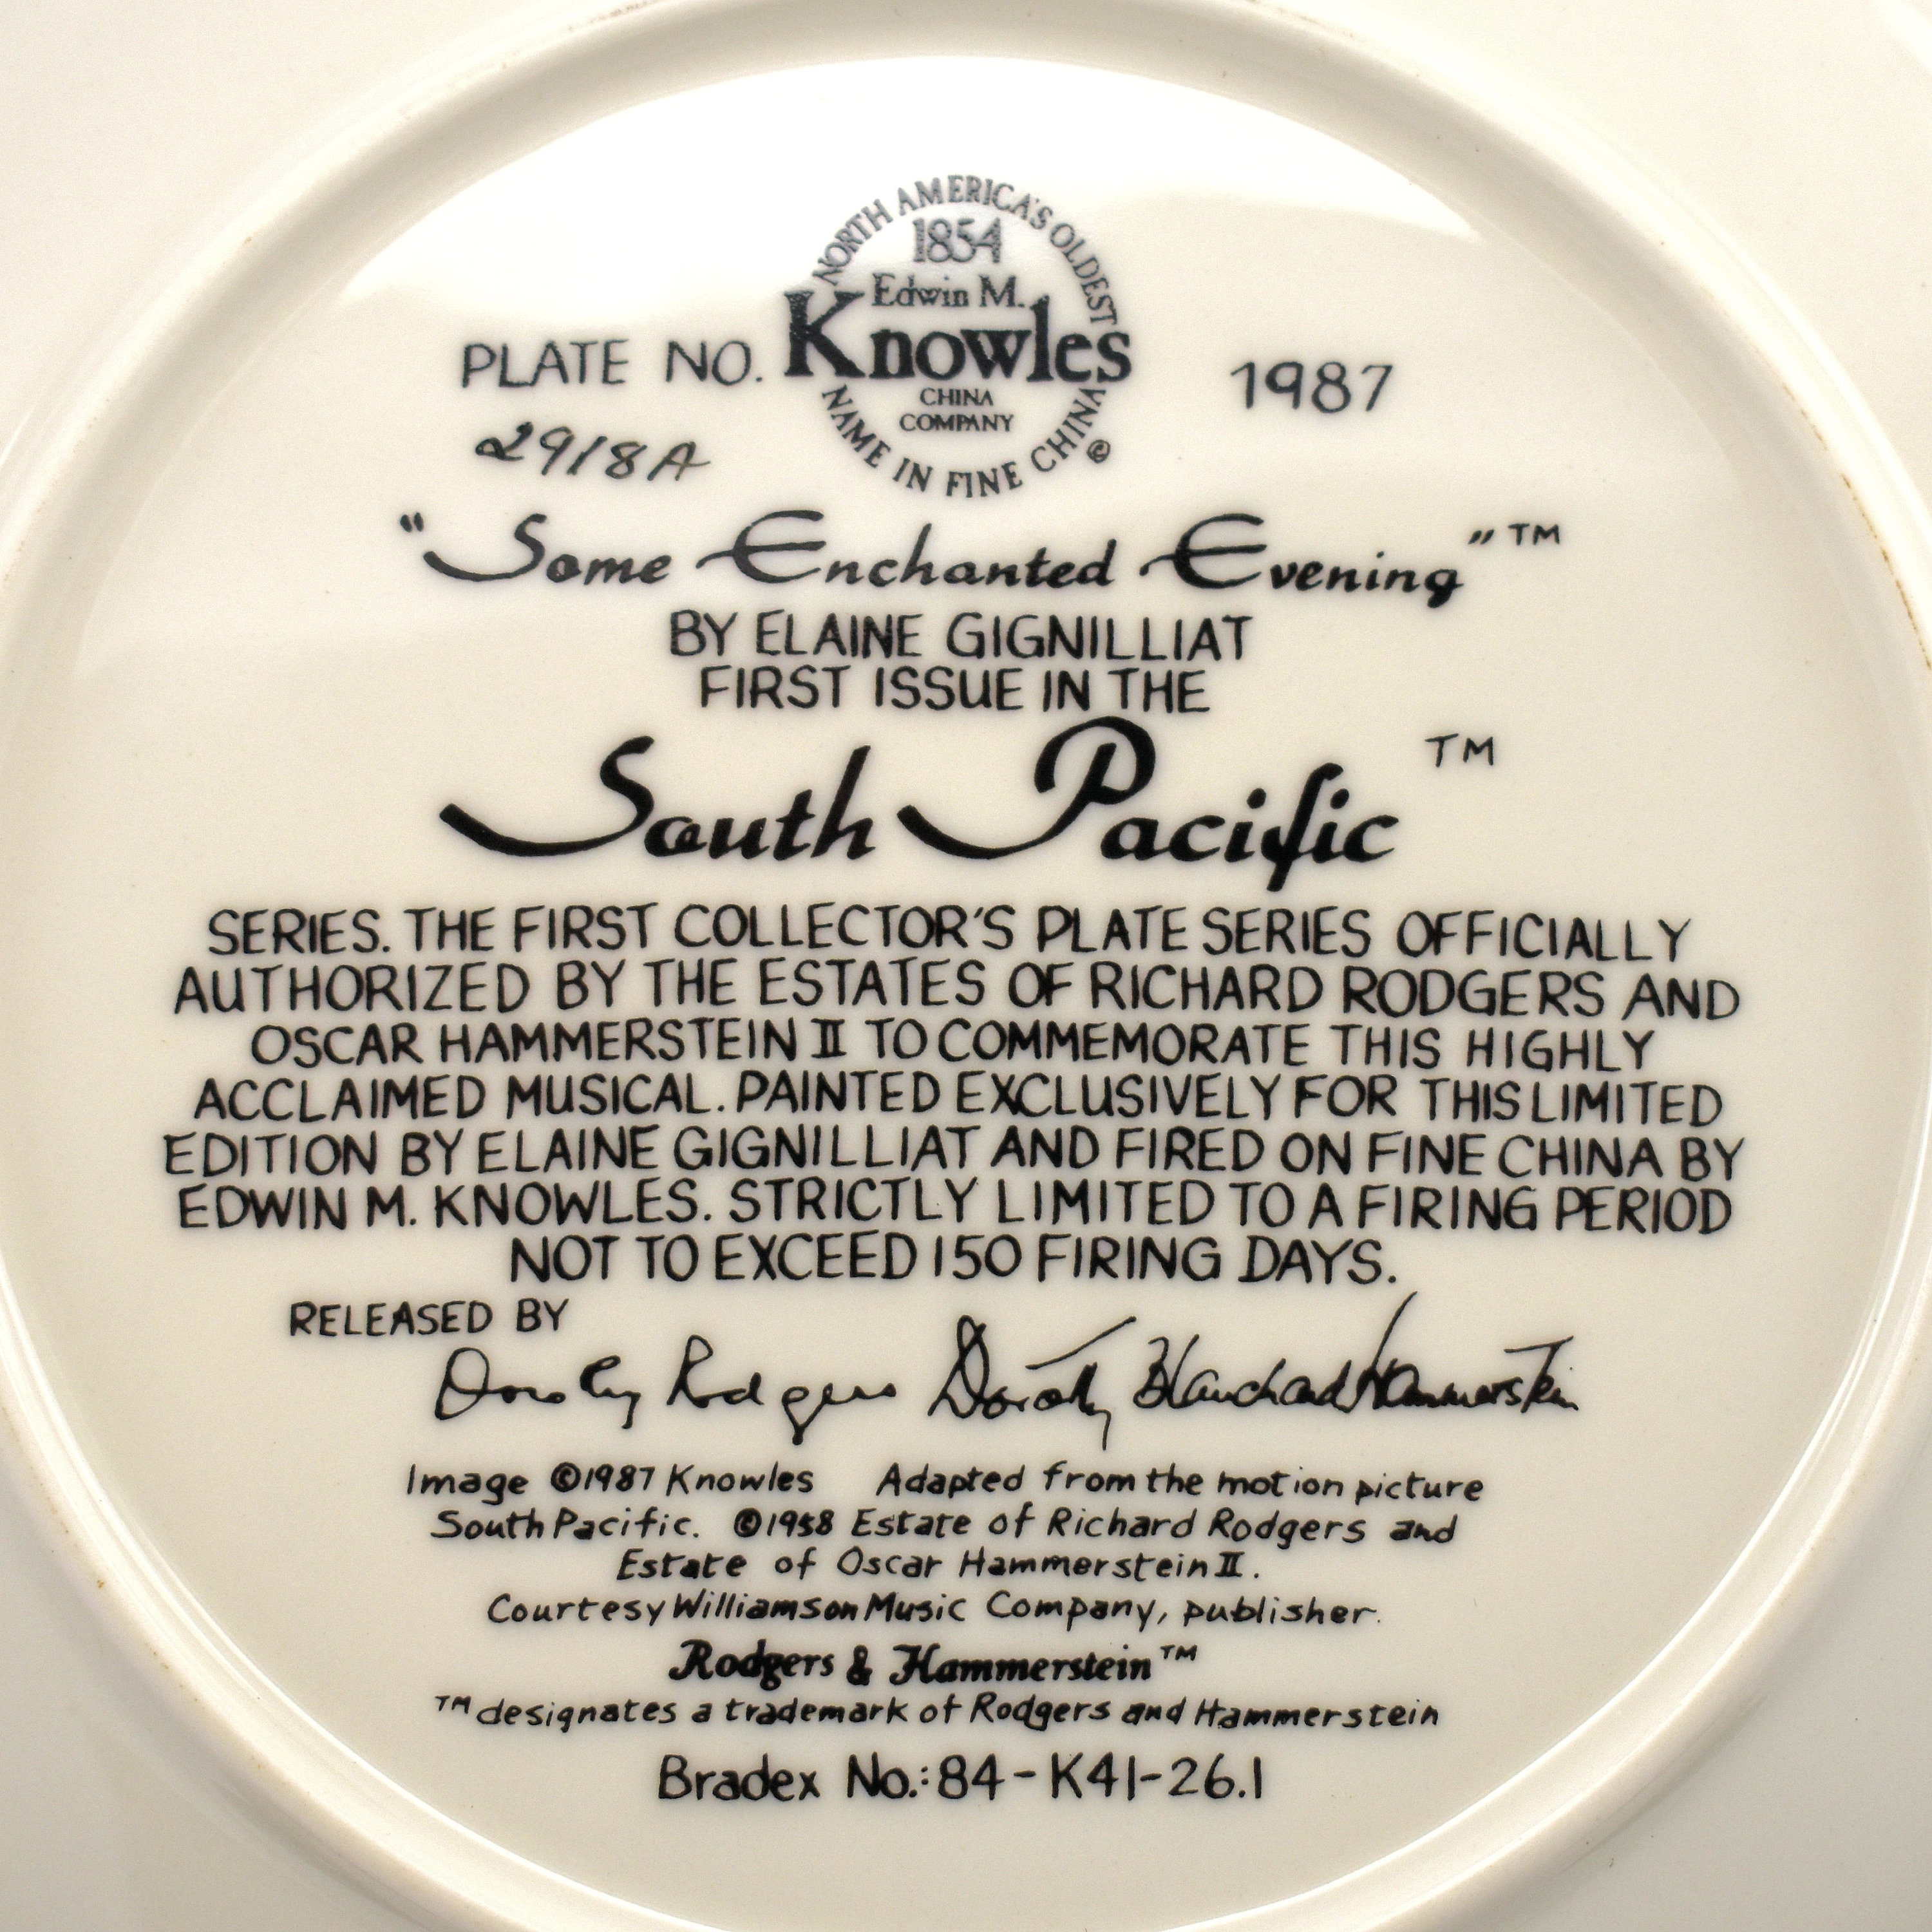 NORTH AMERICA'S OLDEST
1854
Edwin M.
Knowles
CHINA
COMPANY
NAME IN FINE CHINA ©
PLATE NO.
2918A
1987
"Some Enchanted Evening"™
BY ELAINE GIGNILLIAT
FIRST ISSUE IN THE
South Pacific ™
SERIES. THE FIRST COLLECTOR'S PLATE SERIES OFFICIALLY
AUTHORIZED BY THE ESTATES OF RICHARD RODGERS AND
OSCAR HAMMERSTEIN II TO COMMEMORATE THIS HIGHLY
ACCLAIMED MUSICAL. PAINTED EXCLUSIVELY FOR THIS LIMITED
EDITION BY ELAINE GIGNILLIAT AND FIRED ON FINE CHINA BY
EDWIN M. KNOWLES. STRICTLY LIMITED TO A FIRING PERIOD
NOT TO EXCEED 150 FIRING DAYS.
RELEASED BY
Dorothy Rodgers Dorothy Blanchard Hammerstein
Image ©1987 Knowles Adapted from the motion picture
South Pacific. ©1958 Estate of Richard Rodgers and
Estate of Oscar Hammerstein II.
Courtesy Williamson Music Company, publisher.
Rodgers & Hammerstein™
™ designates a trademark of Rodgers and Hammerstein
Bradex No.: 84-K41-26.1